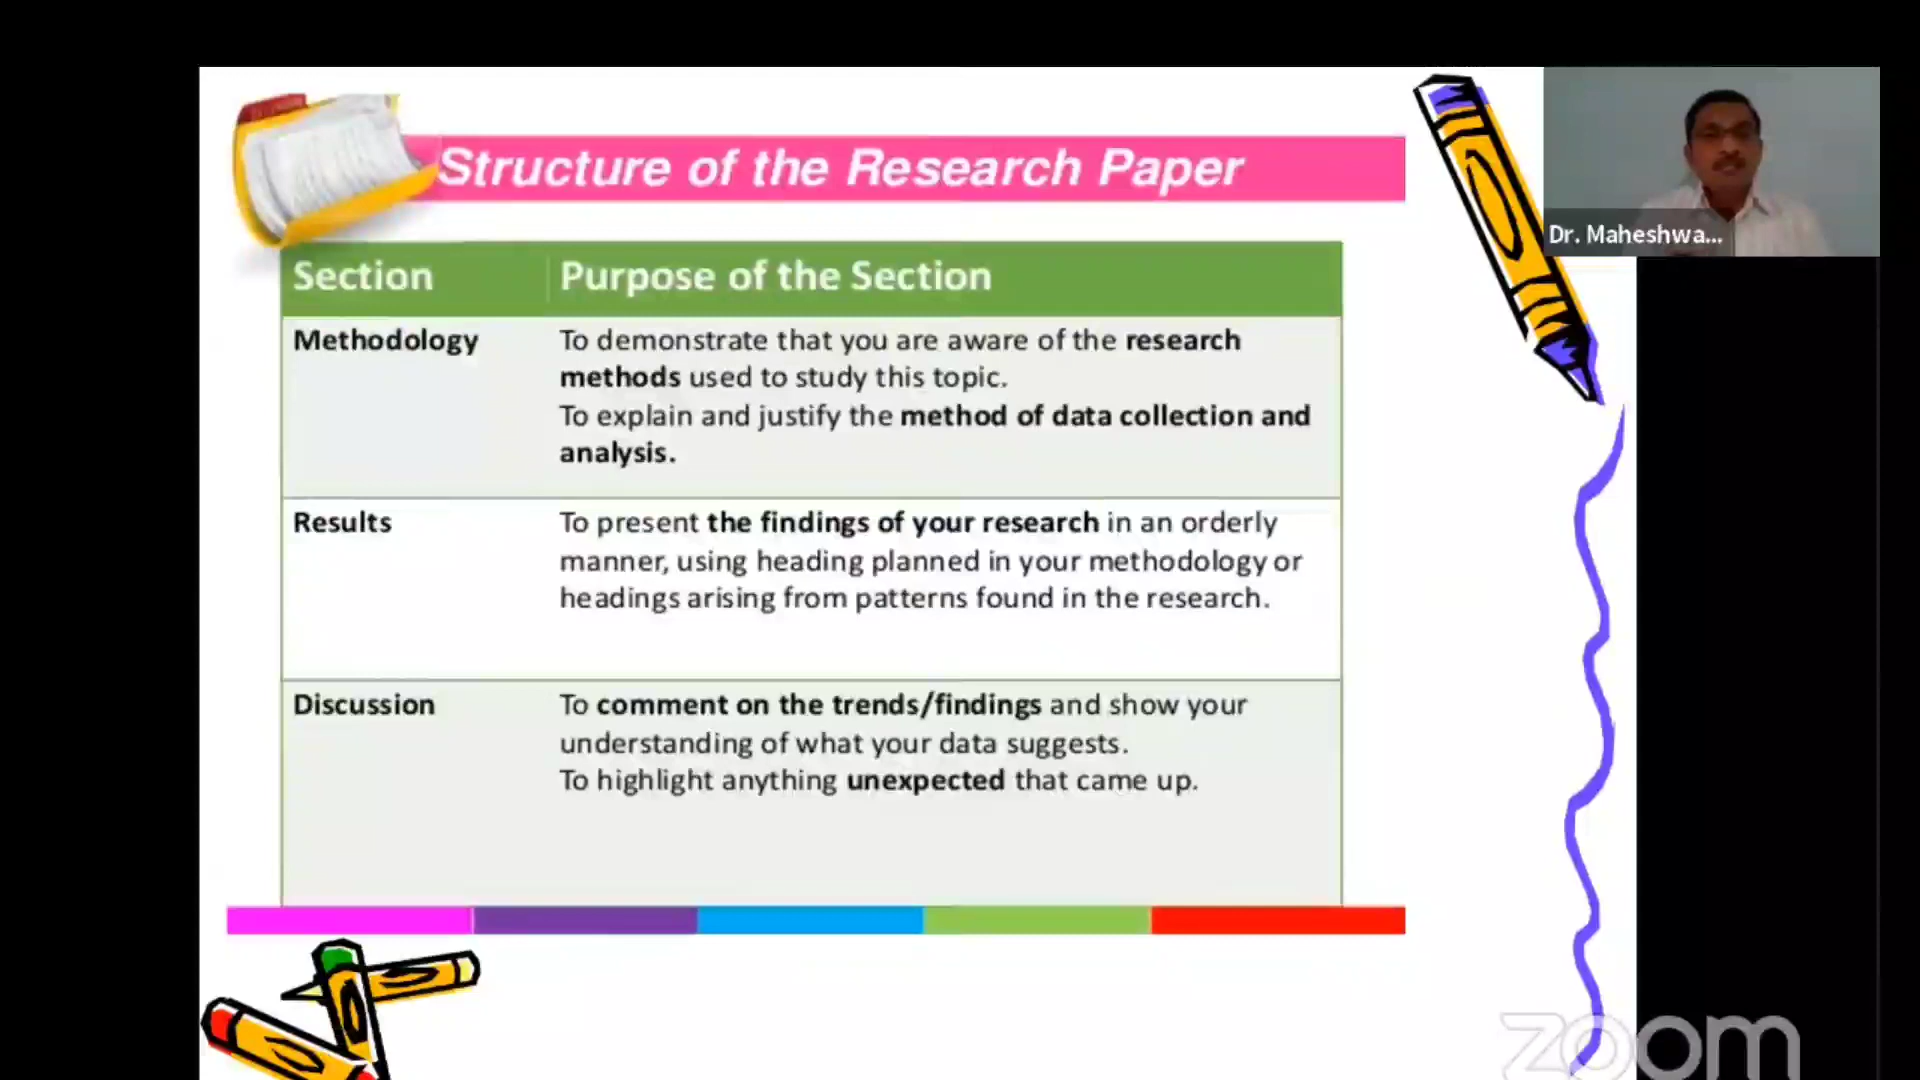 Structure of the Research Paper
Dr. Maheshwa...
Section Purpose of the Section
Methodology To demonstrate that you are aware of the research
methods used to study this topic.
To explain and justify the method of data collection and
analysis.
Results To present the findings of your research in an orderly
manner, using heading planned in your methodology or
headings arising from patterns found in the research.
Discussion To comment on the trends/findings and show your
understanding of what your data suggests.
To highlight anything unexpected that came up.
zoom